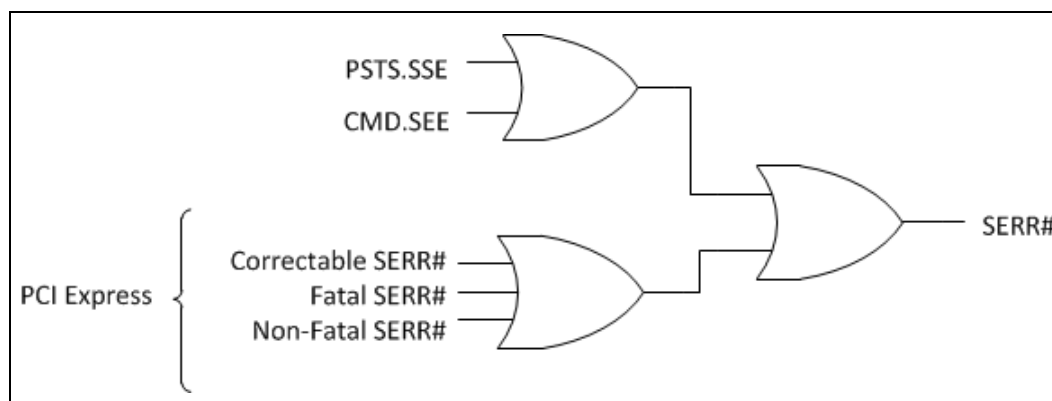 PSTS.SSE
CMD.SEE
SERR#
PCI Express
Correctable SERR#
Fatal SERR#
Non-Fatal SERR#